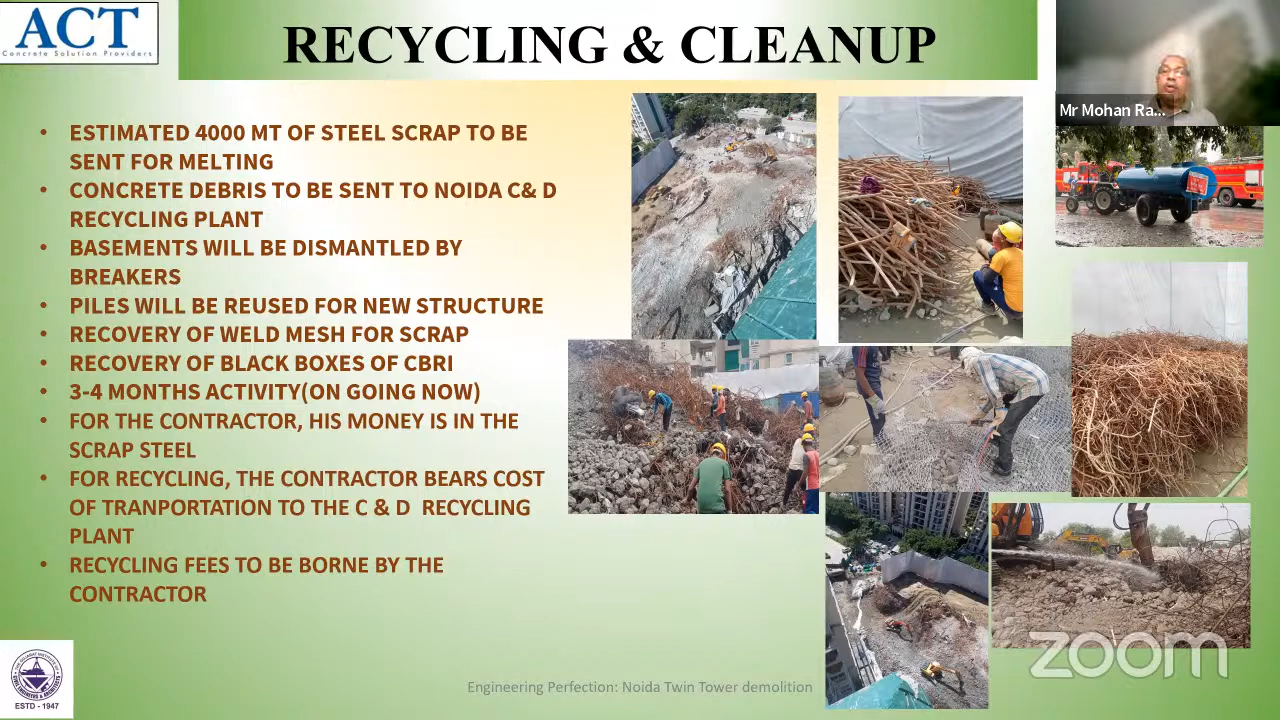 ACT
Concrete Solution Providers
RECYCLING & CLEANUP
Mr Mohan Ra...
• ESTIMATED 4000 MT OF STEEL SCRAP TO BE
SENT FOR MELTING
• CONCRETE DEBRIS TO BE SENT TO NOIDA C& D
RECYCLING PLANT
• BASEMENTS WILL BE DISMANTLED BY
BREAKERS
• PILES WILL BE REUSED FOR NEW STRUCTURE
• RECOVERY OF WELD MESH FOR SCRAP
• RECOVERY OF BLACK BOXES OF CBRI
• 3-4 MONTHS ACTIVITY(ON GOING NOW)
• FOR THE CONTRACTOR, HIS MONEY IS IN THE
SCRAP STEEL
• FOR RECYCLING, THE CONTRACTOR BEARS COST
OF TRANPORTATION TO THE C & D RECYCLING
PLANT
• RECYCLING FEES TO BE BORNE BY THE
CONTRACTOR
zoom
Engineering Perfection: Noida Twin Tower demolition
ESTD - 1947